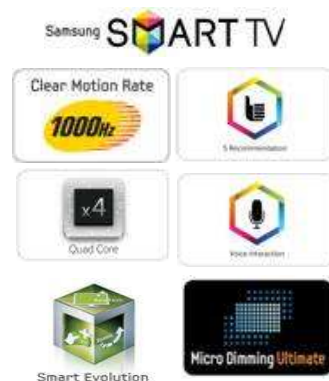 Samsung SMART TV
Clear Motion Rate
1000Hz
S Recommendation
x4
Quad Core
Voice Interaction
Smart Evolution
Micro Dimming Ultimate